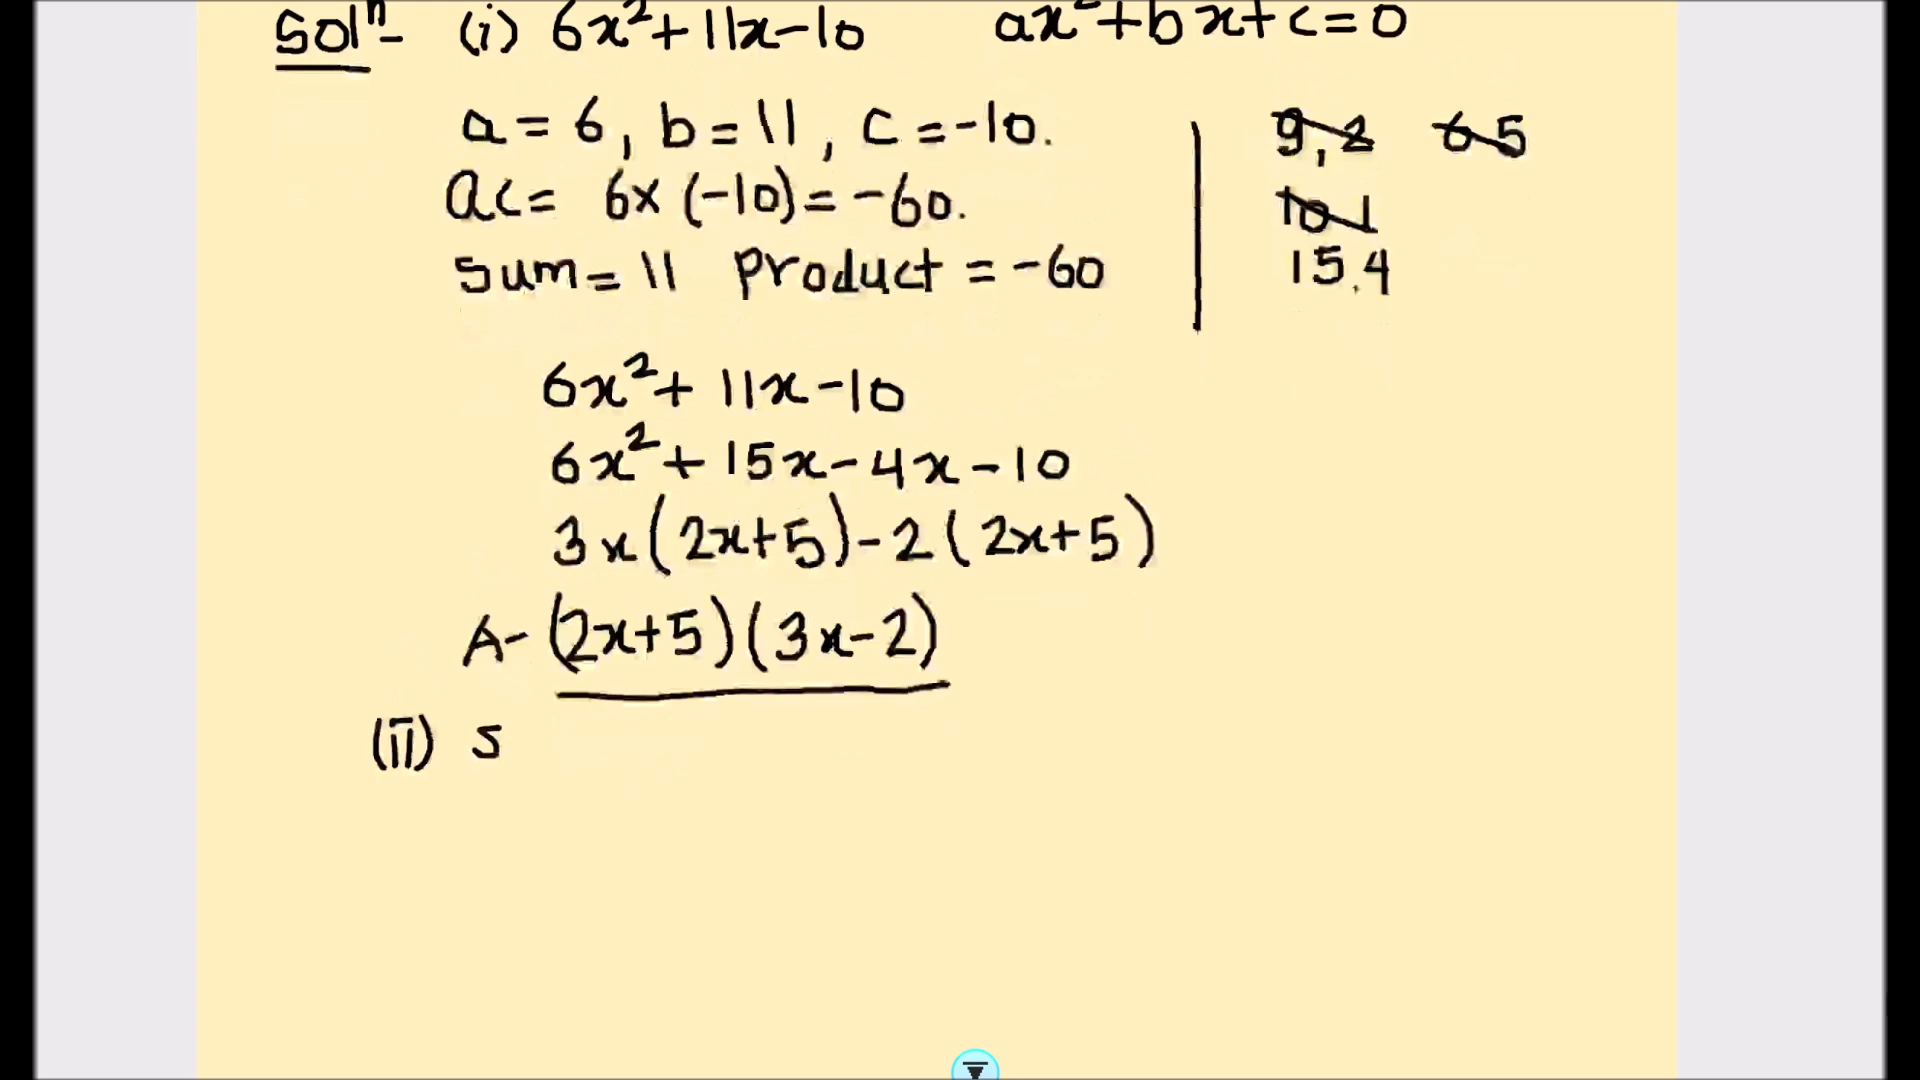 Solⁿ- (i) 6x²+11x-10 ax²+bx+c=0
a=6, b=11, c=-10.
9,2 6 5
ac= 6x(-10)=-60.
10 1
sum=11 product=-60
15.4
6x²+11x-10
6x²+15x-4x-10
3x(2x+5)-2(2x+5)
A-(2x+5)(3x-2)
(ii) 5